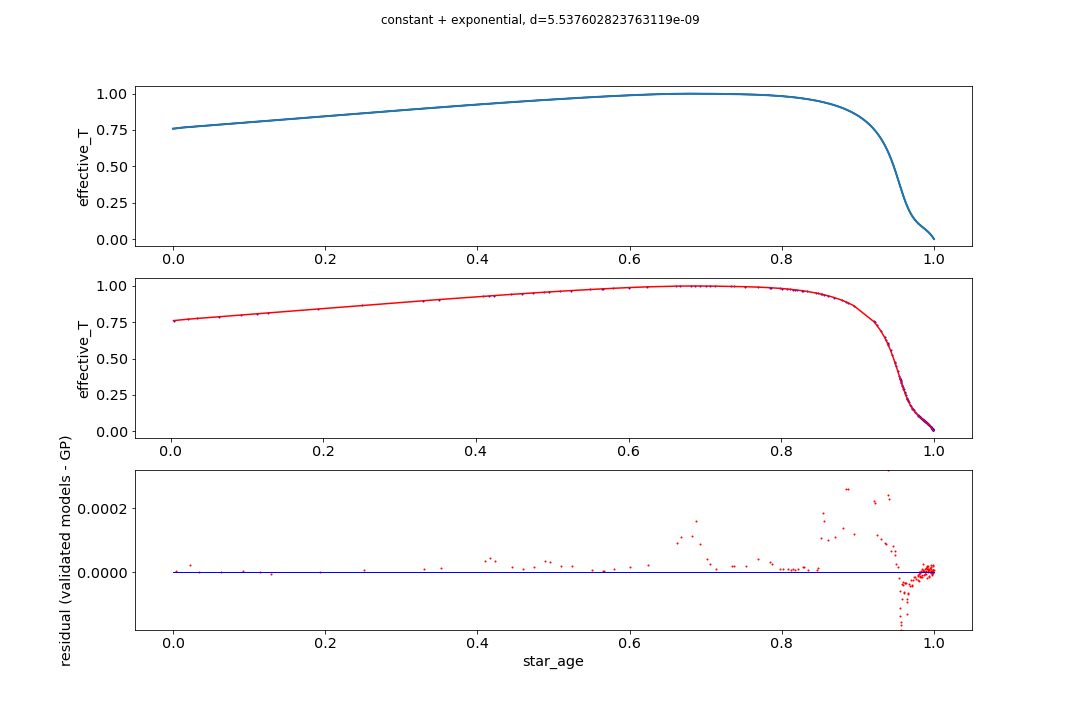 constant + exponential, d=5.537602823763119e-09
effective_T
1.00
0.75
0.50
0.25
0.00
0.0 0.2 0.4 0.6 0.8 1.0
effective_T
1.00
0.75
0.50
0.25
0.00
0.0 0.2 0.4 0.6 0.8 1.0
residual (validated models - GP)
0.0002
0.0000
0.0 0.2 0.4 0.6 0.8 1.0
star_age